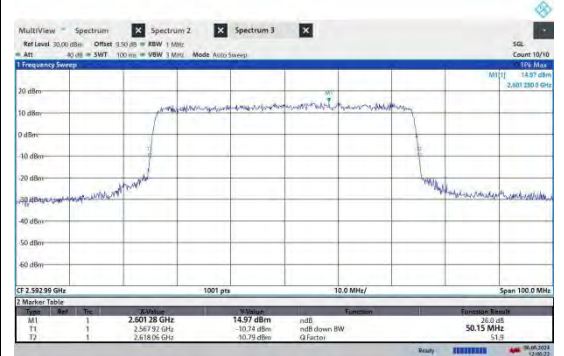 MultiView Spectrum Spectrum 2 Spectrum 3
Ref Level 30.00 dBm Offset 3.50 dB RBW 1 MHz SGL
Att 40 dB SWT 100 ms VBW 3 MHz Mode Auto Sweep Count 10/10
1 Frequency Sweep 1Pk Max
M1[1] 14.97 dBm
2.601 280 0 GHz
M1
20 dBm
10 dBm
0 dBm
-10 dBm
-20 dBm
-40 dBm
-50 dBm
-60 dBm
CF 2.592 99 GHz 1001 pts 10.0 MHz/ Span 100.0 MHz
2 Marker Table
Type Ref Trc X-Value Y-Value Function Function Result
M1 1 2.601 28 GHz 14.97 dBm ndB 26.0 dB
T1 1 2.567 92 GHz -10.74 dBm ndB down BW 50.15 MHz
T2 1 2.618 06 GHz -10.79 dBm Q Factor 51.9
Ready
12:00:23